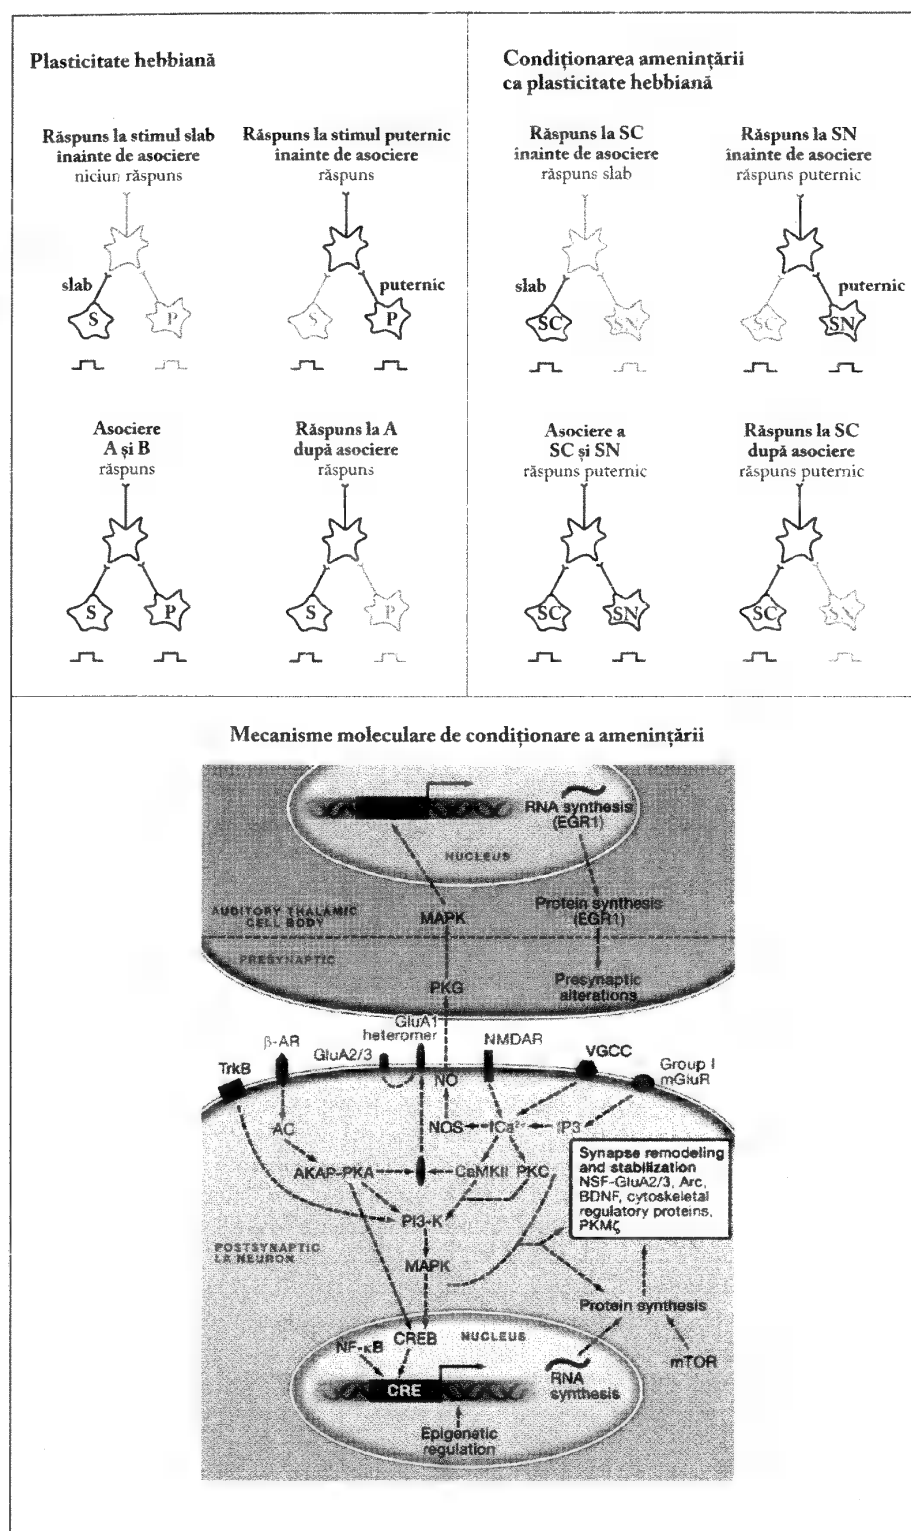 Plasticitate hebbiană
Răspuns la stimul slab
înainte de asociere
niciun răspuns
slab
S
P
Răspuns la stimul puternic
înainte de asociere
răspuns
puternic
S
P
Asociere
A și B
răspuns
S
P
Răspuns la A
după asociere
răspuns
S
P
Condiționarea amenințării
ca plasticitate hebbiană
Răspuns la SC
înainte de asociere
răspuns slab
slab
SC
SN
Răspuns la SN
înainte de asociere
răspuns puternic
puternic
SC
SN
Asociere a
SC și SN
răspuns puternic
SC
SN
Răspuns la SC
după asociere
răspuns puternic
SC
SN
Mecanisme moleculare de condiționare a amenințării
RNA synthesis
(EGR1)
NUCLEUS
AUDITORY THALAMIC
CELL BODY
MAPK
Protein synthesis
(EGR1)
PRESYNAPTIC
PKG
Presynaptic
alterations
GluA1
heteromer
β-AR
GluA2/3
NMDAR
VGCC
TrkB
NO
Group I
mGluR
AC
NOS
Ca²⁺
IP3
AKAP-PKA
CaMKII
PKC
Synapse remodeling
and stabilization
NSF-GluA2/3, Arc,
BDNF, cytoskeletal
regulatory proteins,
PKMζ
PI3-K
POSTSYNAPTIC
LA NEURON
MAPK
Protein synthesis
NF-κB
CREB
NUCLEUS
mTOR
CRE
RNA
synthesis
Epigenetic
regulation